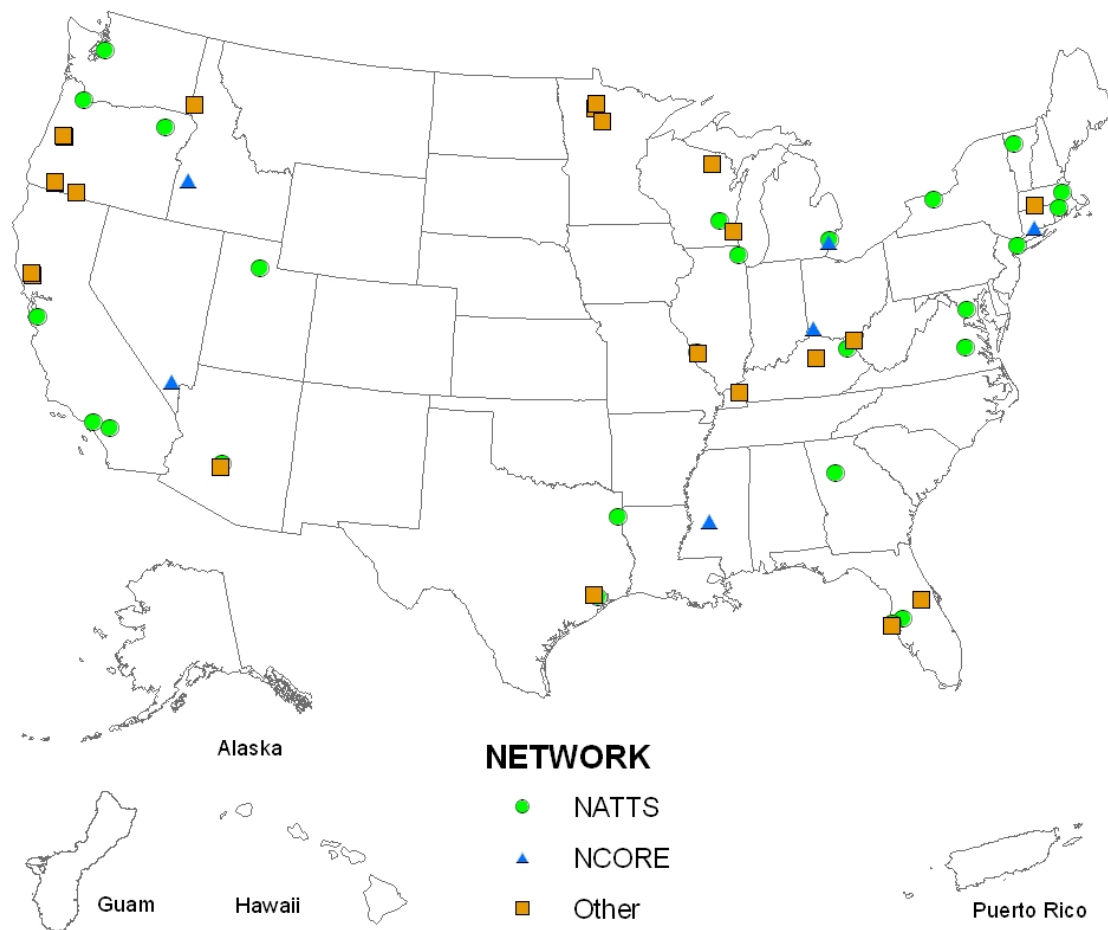 Alaska
NETWORK
NATTS
NCORE
Other
Guam
Hawaii
Puerto Rico